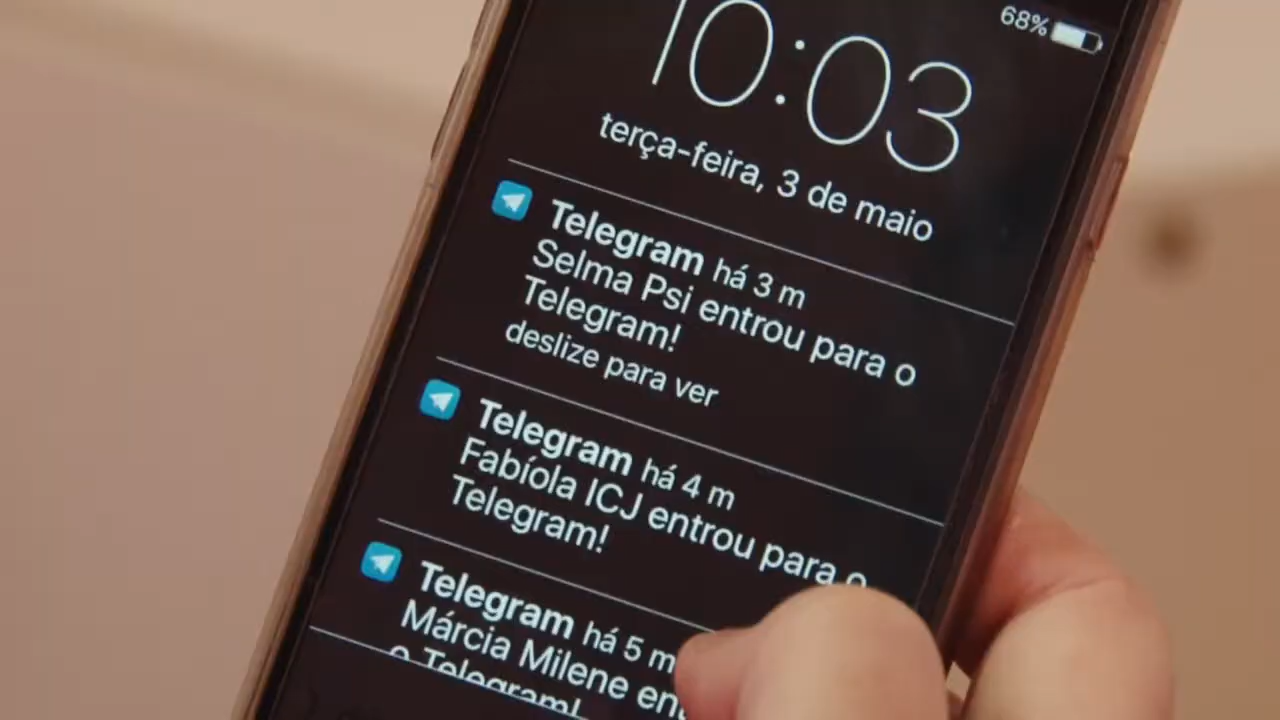 68%
10:03
terça-feira, 3 de maio
Telegram há 3 m
Selma Psi entrou para o
Telegram!
deslize para ver
Telegram há 4 m
Fabíola ICJ entrou para o
Telegram!
Telegram há 5 m
Márcia Milene
o Telegram!